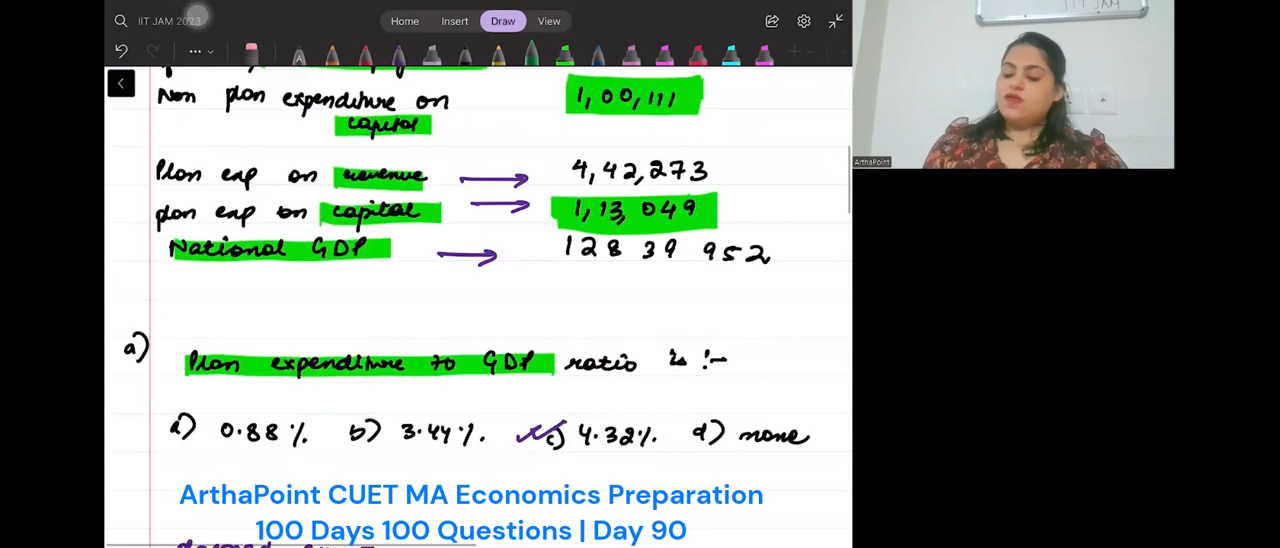 IIT JAM 2023
Home Insert Draw View
IIT JAM
Non plan expenditure on 1,00,111
capital
Plan exp on revenue → 4,42,273
plan exp on capital → 1,13,049
ArthaPoint
National GDP → 128 39 952
a) Plan expenditure to GDP ratio is :-
a) 0.88 %. b) 3.44 %. c) 4.32 %. d) none
ArthaPoint CUET MA Economics Preparation
100 Days 100 Questions | Day 90